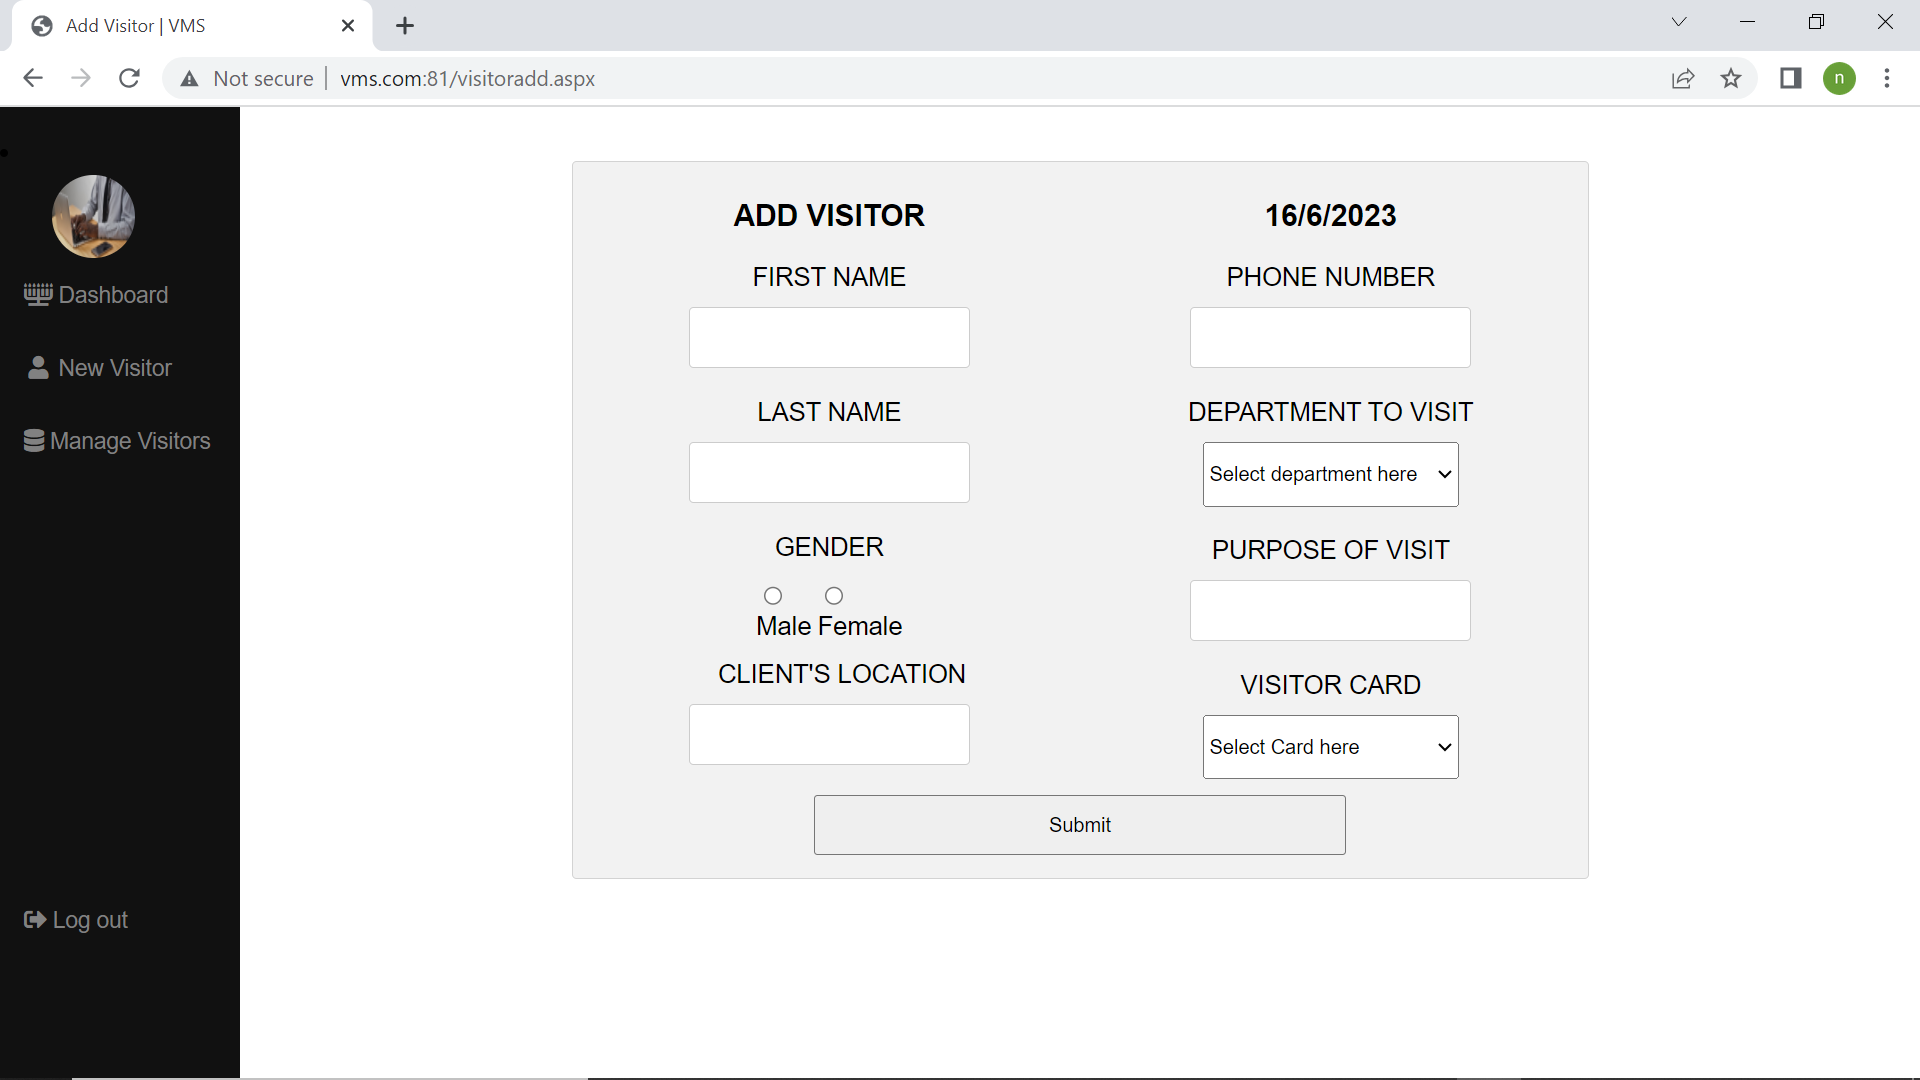 Add Visitor | VMS
Not secure | vms.com:81/visitoradd.aspx
n
Dashboard
New Visitor
Manage Visitors
Log out
ADD VISITOR
FIRST NAME
LAST NAME
GENDER
Male Female
CLIENT'S LOCATION
16/6/2023
PHONE NUMBER
DEPARTMENT TO VISIT
Select department here
PURPOSE OF VISIT
VISITOR CARD
Select Card here
Submit